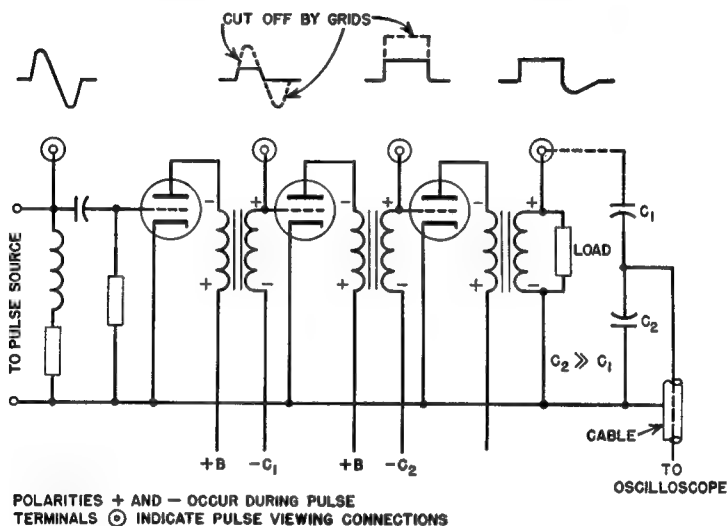 CUT OFF BY GRIDS
- + - + - +
TO PULSE SOURCE
LOAD
C₁
+ - + - + -
C₂
C₂ ≫ C₁
CABLE
+B -C₁ +B -C₂
TO
OSCILLOSCOPE
POLARITIES + AND - OCCUR DURING PULSE
TERMINALS ⊙ INDICATE PULSE VIEWING CONNECTIONS